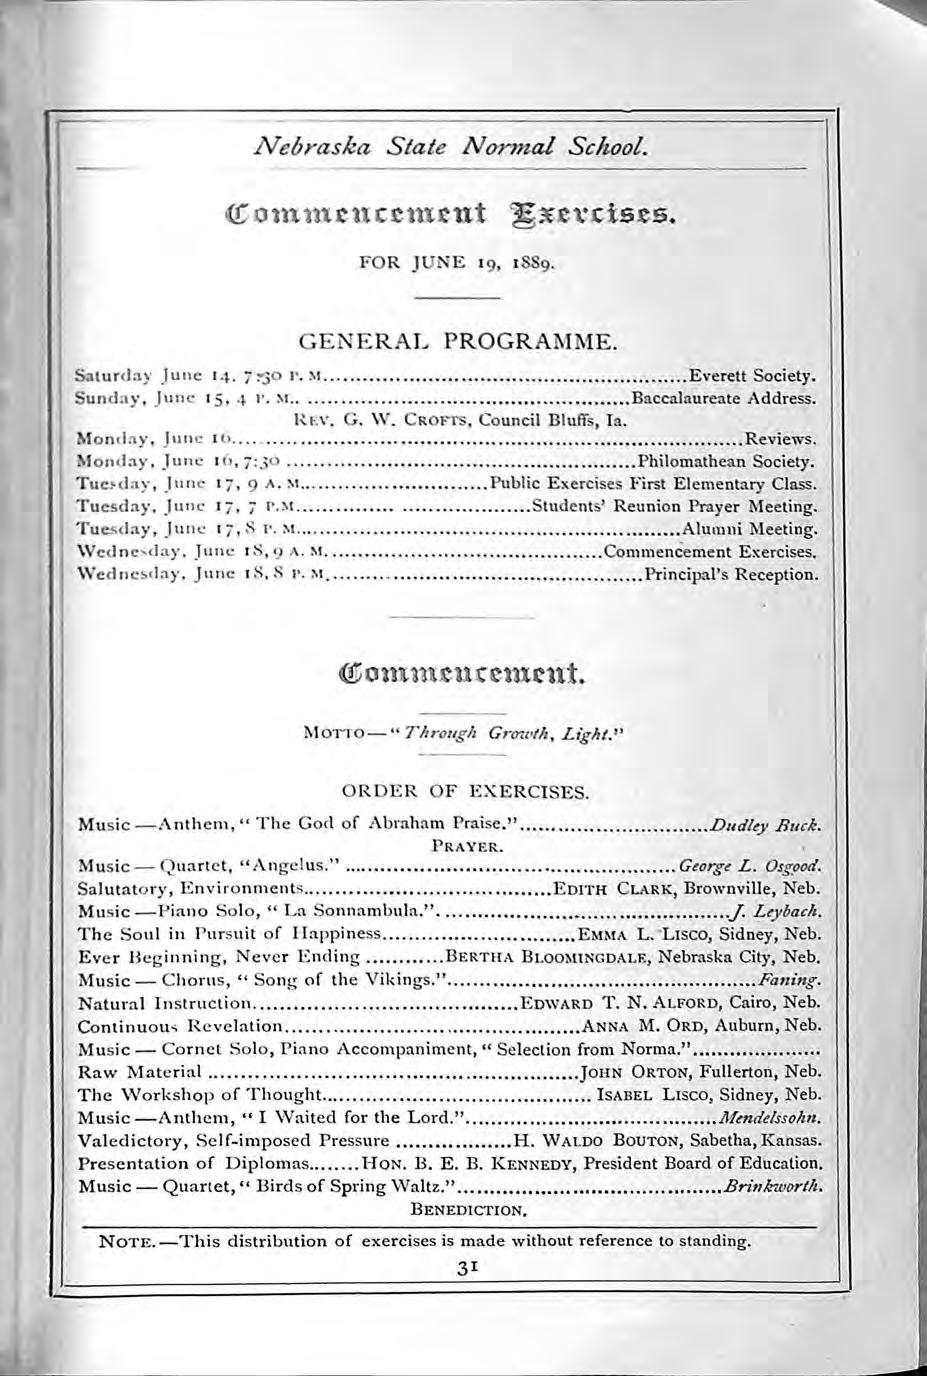 Nebraska State Normal School.
Commencement Exercises.
FOR JUNE 19, 1889.
GENERAL PROGRAMME.
Saturday June 14, 7:30 P. M. Everett Society.
Sunday, June 15, 4 P. M. Baccalaureate Address.
REV. G. W. CROFTS, Council Bluffs, Ia.
Monday, June 16 Reviews.
Monday, June 16, 7:30 Philomathean Society.
Tuesday, June 17, 9 A. M. Public Exercises First Elementary Class.
Tuesday, June 17, 7 P.M. Students' Reunion Prayer Meeting.
Tuesday, June 17, 8 P. M. Alumni Meeting.
Wednesday, June 18, 9 A. M. Commencement Exercises.
Wednesday, June 18, 8 P. M. Principal's Reception.
Commencement.
MOTTO—"Through Growth, Light."
ORDER OF EXERCISES.
Music —Anthem, "The God of Abraham Praise." Dudley Buck.
PRAYER.
Music — Quartet, "Angelus." George L. Osgood.
Salutatory, Environments EDITH CLARK, Brownville, Neb.
Music —Piano Solo, "La Sonnambula." J. Leybach.
The Soul in Pursuit of Happiness EMMA L. LISCO, Sidney, Neb.
Ever Beginning, Never Ending BERTHA BLOOMINGDALE, Nebraska City, Neb.
Music — Chorus, "Song of the Vikings." Faning.
Natural Instruction EDWARD T. N. ALFORD, Cairo, Neb.
Continuous Revelation ANNA M. ORD, Auburn, Neb.
Music — Cornet Solo, Piano Accompaniment, "Selection from Norma."
Raw Material JOHN ORTON, Fullerton, Neb.
The Workshop of Thought ISABEL LISCO, Sidney, Neb.
Music —Anthem, "I Waited for the Lord." Mendelssohn.
Valedictory, Self-imposed Pressure H. WALDO BOUTON, Sabetha, Kansas.
Presentation of Diplomas HON. B. E. B. KENNEDY, President Board of Education.
Music — Quartet, "Birds of Spring Waltz." Brinkworth.
BENEDICTION.
NOTE.—This distribution of exercises is made without reference to standing.
31